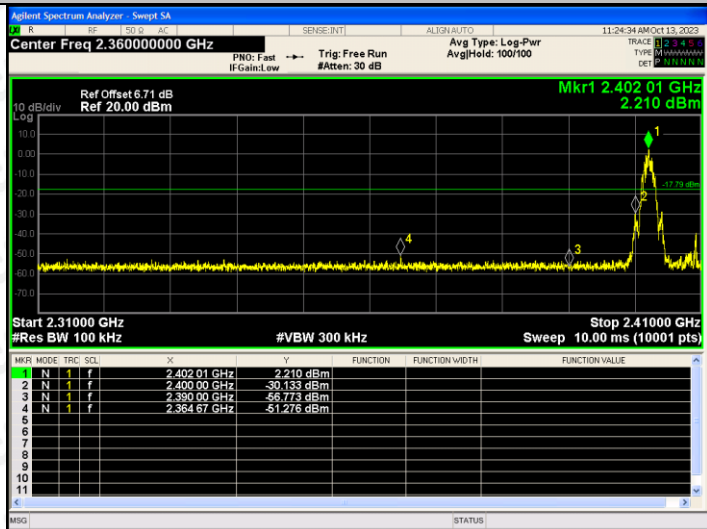 Agilent Spectrum Analyzer - Swept SA
R RF 50 Ω AC SENSE:INT ALIGN AUTO 11:24:34 AM Oct 13, 2023
Center Freq 2.360000000 GHz
PNO: Fast
IFGain:Low
Trig: Free Run
#Atten: 30 dB
Avg Type: Log-Pwr
Avg|Hold: 100/100
TRACE 1 2 3 4 5 6
TYPE M
DET P N N N N N
Ref Offset 6.71 dB
10 dB/div Ref 20.00 dBm
Log
Mkr1 2.402 01 GHz
2.210 dBm
10.0
0.00
-10.0
-20.0
-30.0
-40.0
-50.0
-60.0
-70.0
1
-17.79 dBm
2
4
3
Start 2.31000 GHz Stop 2.41000 GHz
#Res BW 100 kHz #VBW 300 kHz Sweep 10.00 ms (10001 pts)
MKR MODE TRC SCL X Y FUNCTION FUNCTION WIDTH FUNCTION VALUE
1 N 1 f 2.402 01 GHz 2.210 dBm
2 N 1 f 2.400 00 GHz -30.133 dBm
3 N 1 f 2.390 00 GHz -56.773 dBm
4 N 1 f 2.364 67 GHz -51.276 dBm
5
6
7
8
9
10
11
MSG STATUS